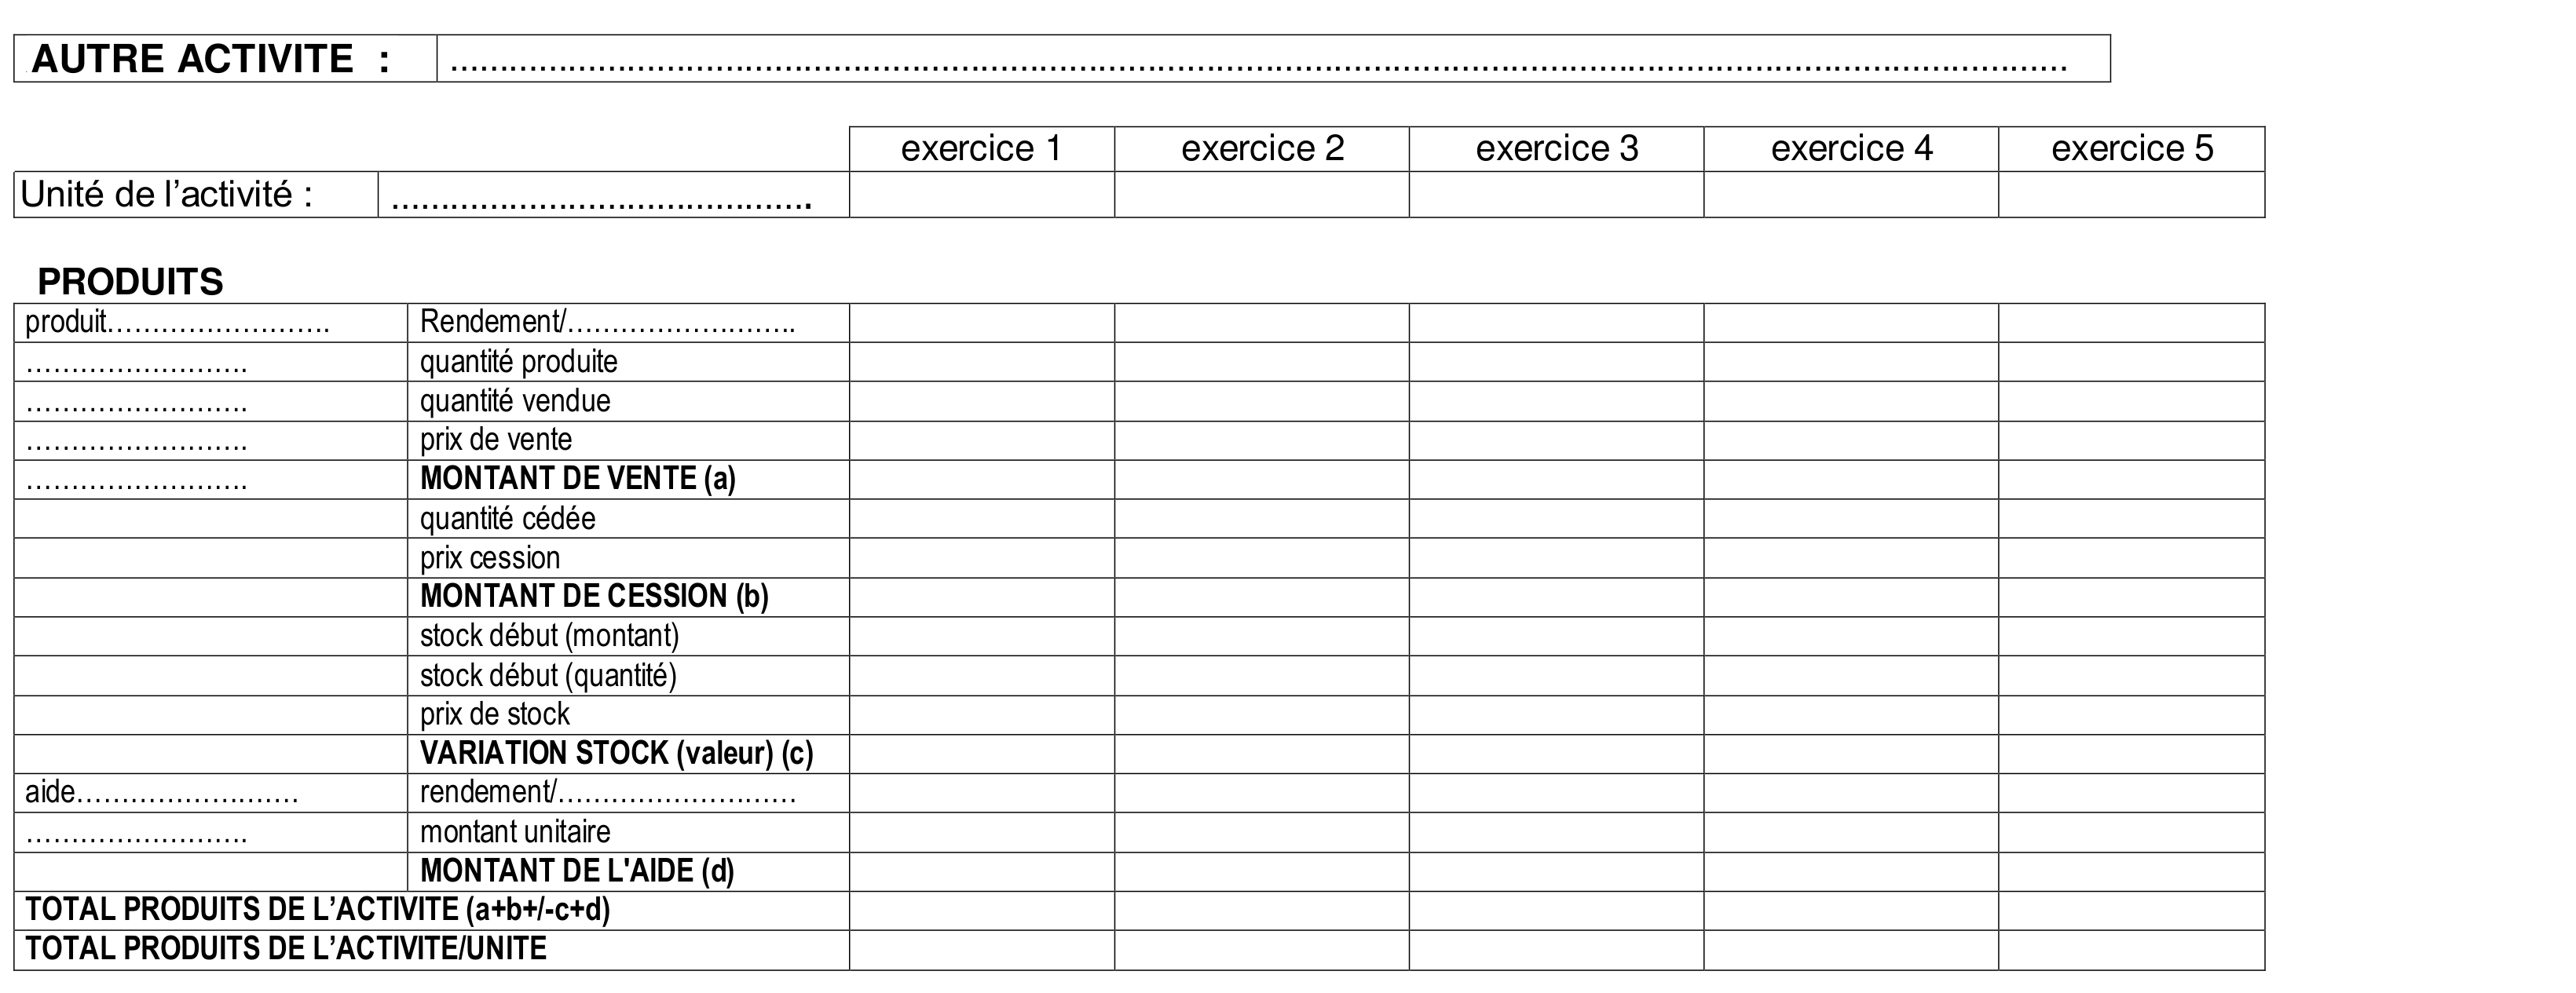 AUTRE ACTIVITE : ........................................................................................................................
exercice 1 exercice 2 exercice 3 exercice 4 exercice 5
Unité de l’activité : ..........................................
PRODUITS
produit……………………. Rendement/…………………….
……………………. quantité produite
……………………. quantité vendue
……………………. prix de vente
……………………. MONTANT DE VENTE (a)
quantité cédée
prix cession
MONTANT DE CESSION (b)
stock début (montant)
stock début (quantité)
prix de stock
VARIATION STOCK (valeur) (c)
aide…………………… rendement/………………………
……………………. montant unitaire
MONTANT DE L'AIDE (d)
TOTAL PRODUITS DE L’ACTIVITE (a+b+/-c+d)
TOTAL PRODUITS DE L’ACTIVITE/UNITE